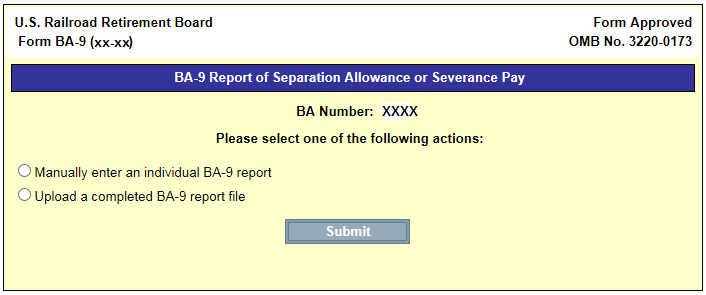 U.S. Railroad Retirement Board
Form Approved
Form BA-9 (xx-xx)
OMB No. 3220-0173
BA-9 Report of Separation Allowance or Severance Pay
BA Number: XXXX
Please select one of the following actions:
Manually enter an individual BA-9 report
Upload a completed BA-9 report file
Submit